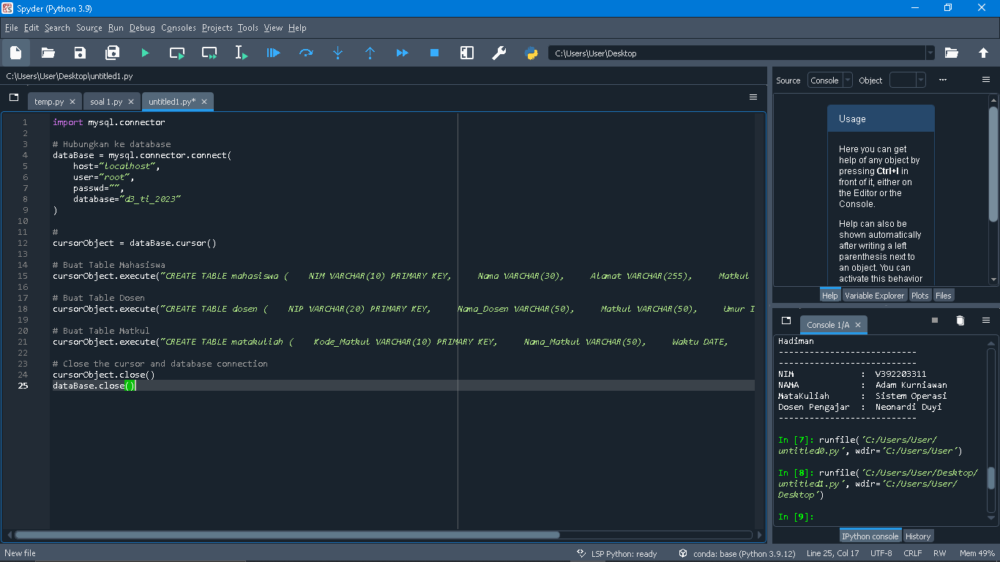 Spyder (Python 3.9)
File Edit Search Source Run Debug Consoles Projects Tools View Help
C:\Users\User\Desktop
C:\Users\User\Desktop\untitled1.py
temp.py
soal 1.py
untitled1.py*
1 import mysql.connector
2
3 # Hubungkan ke database
4 dataBase = mysql.connector.connect(
5 host="localhost",
6 user="root",
7 passwd="",
8 database="d3_ti_2023"
9 )
10
11 #
12 cursorObject = dataBase.cursor()
13
14 # Buat Table Mahasiswa
15 cursorObject.execute("CREATE TABLE mahasiswa ( NIM VARCHAR(10) PRIMARY KEY, Nama VARCHAR(30), Alamat VARCHAR(255), Matkul
16
17 # Buat Table Dosen
18 cursorObject.execute("CREATE TABLE dosen ( NIP VARCHAR(20) PRIMARY KEY, Nama_Dosen VARCHAR(50), Matkul VARCHAR(50), Umur I
19
20 # Buat Table Matkul
21 cursorObject.execute("CREATE TABLE matakuliah ( Kode_Matkul VARCHAR(10) PRIMARY KEY, Nama_Matkul VARCHAR(50), Waktu DATE,
22
23 # Close the cursor and database connection
24 cursorObject.close()
25 dataBase.close()
Source Console Object
Usage
Here you can get
help of any object by
pressing Ctrl+I in
front of it, either on
the Editor or the
Console.
Help can also be
shown automatically
after writing a left
parenthesis next to
an object. You can
activate this behavior
Help Variable Explorer Plots Files
Console 1/A
Hadiman
---------------------------
---------------------------
NIM : V392203311
NAMA : Adam Kurniawan
MataKuliah : Sistem Operasi
Dosen Pengajar : Neonardi Duyi
---------------------------
In [7]: runfile('C:/Users/User/
untitled0.py', wdir='C:/Users/User')
In [8]: runfile('C:/Users/User/Desktop/
untitled1.py', wdir='C:/Users/User/
Desktop')
In [9]:
IPython console History
New file
LSP Python: ready
conda: base (Python 3.9.12)
Line 25, Col 17
UTF-8
CRLF
RW
Mem 49%